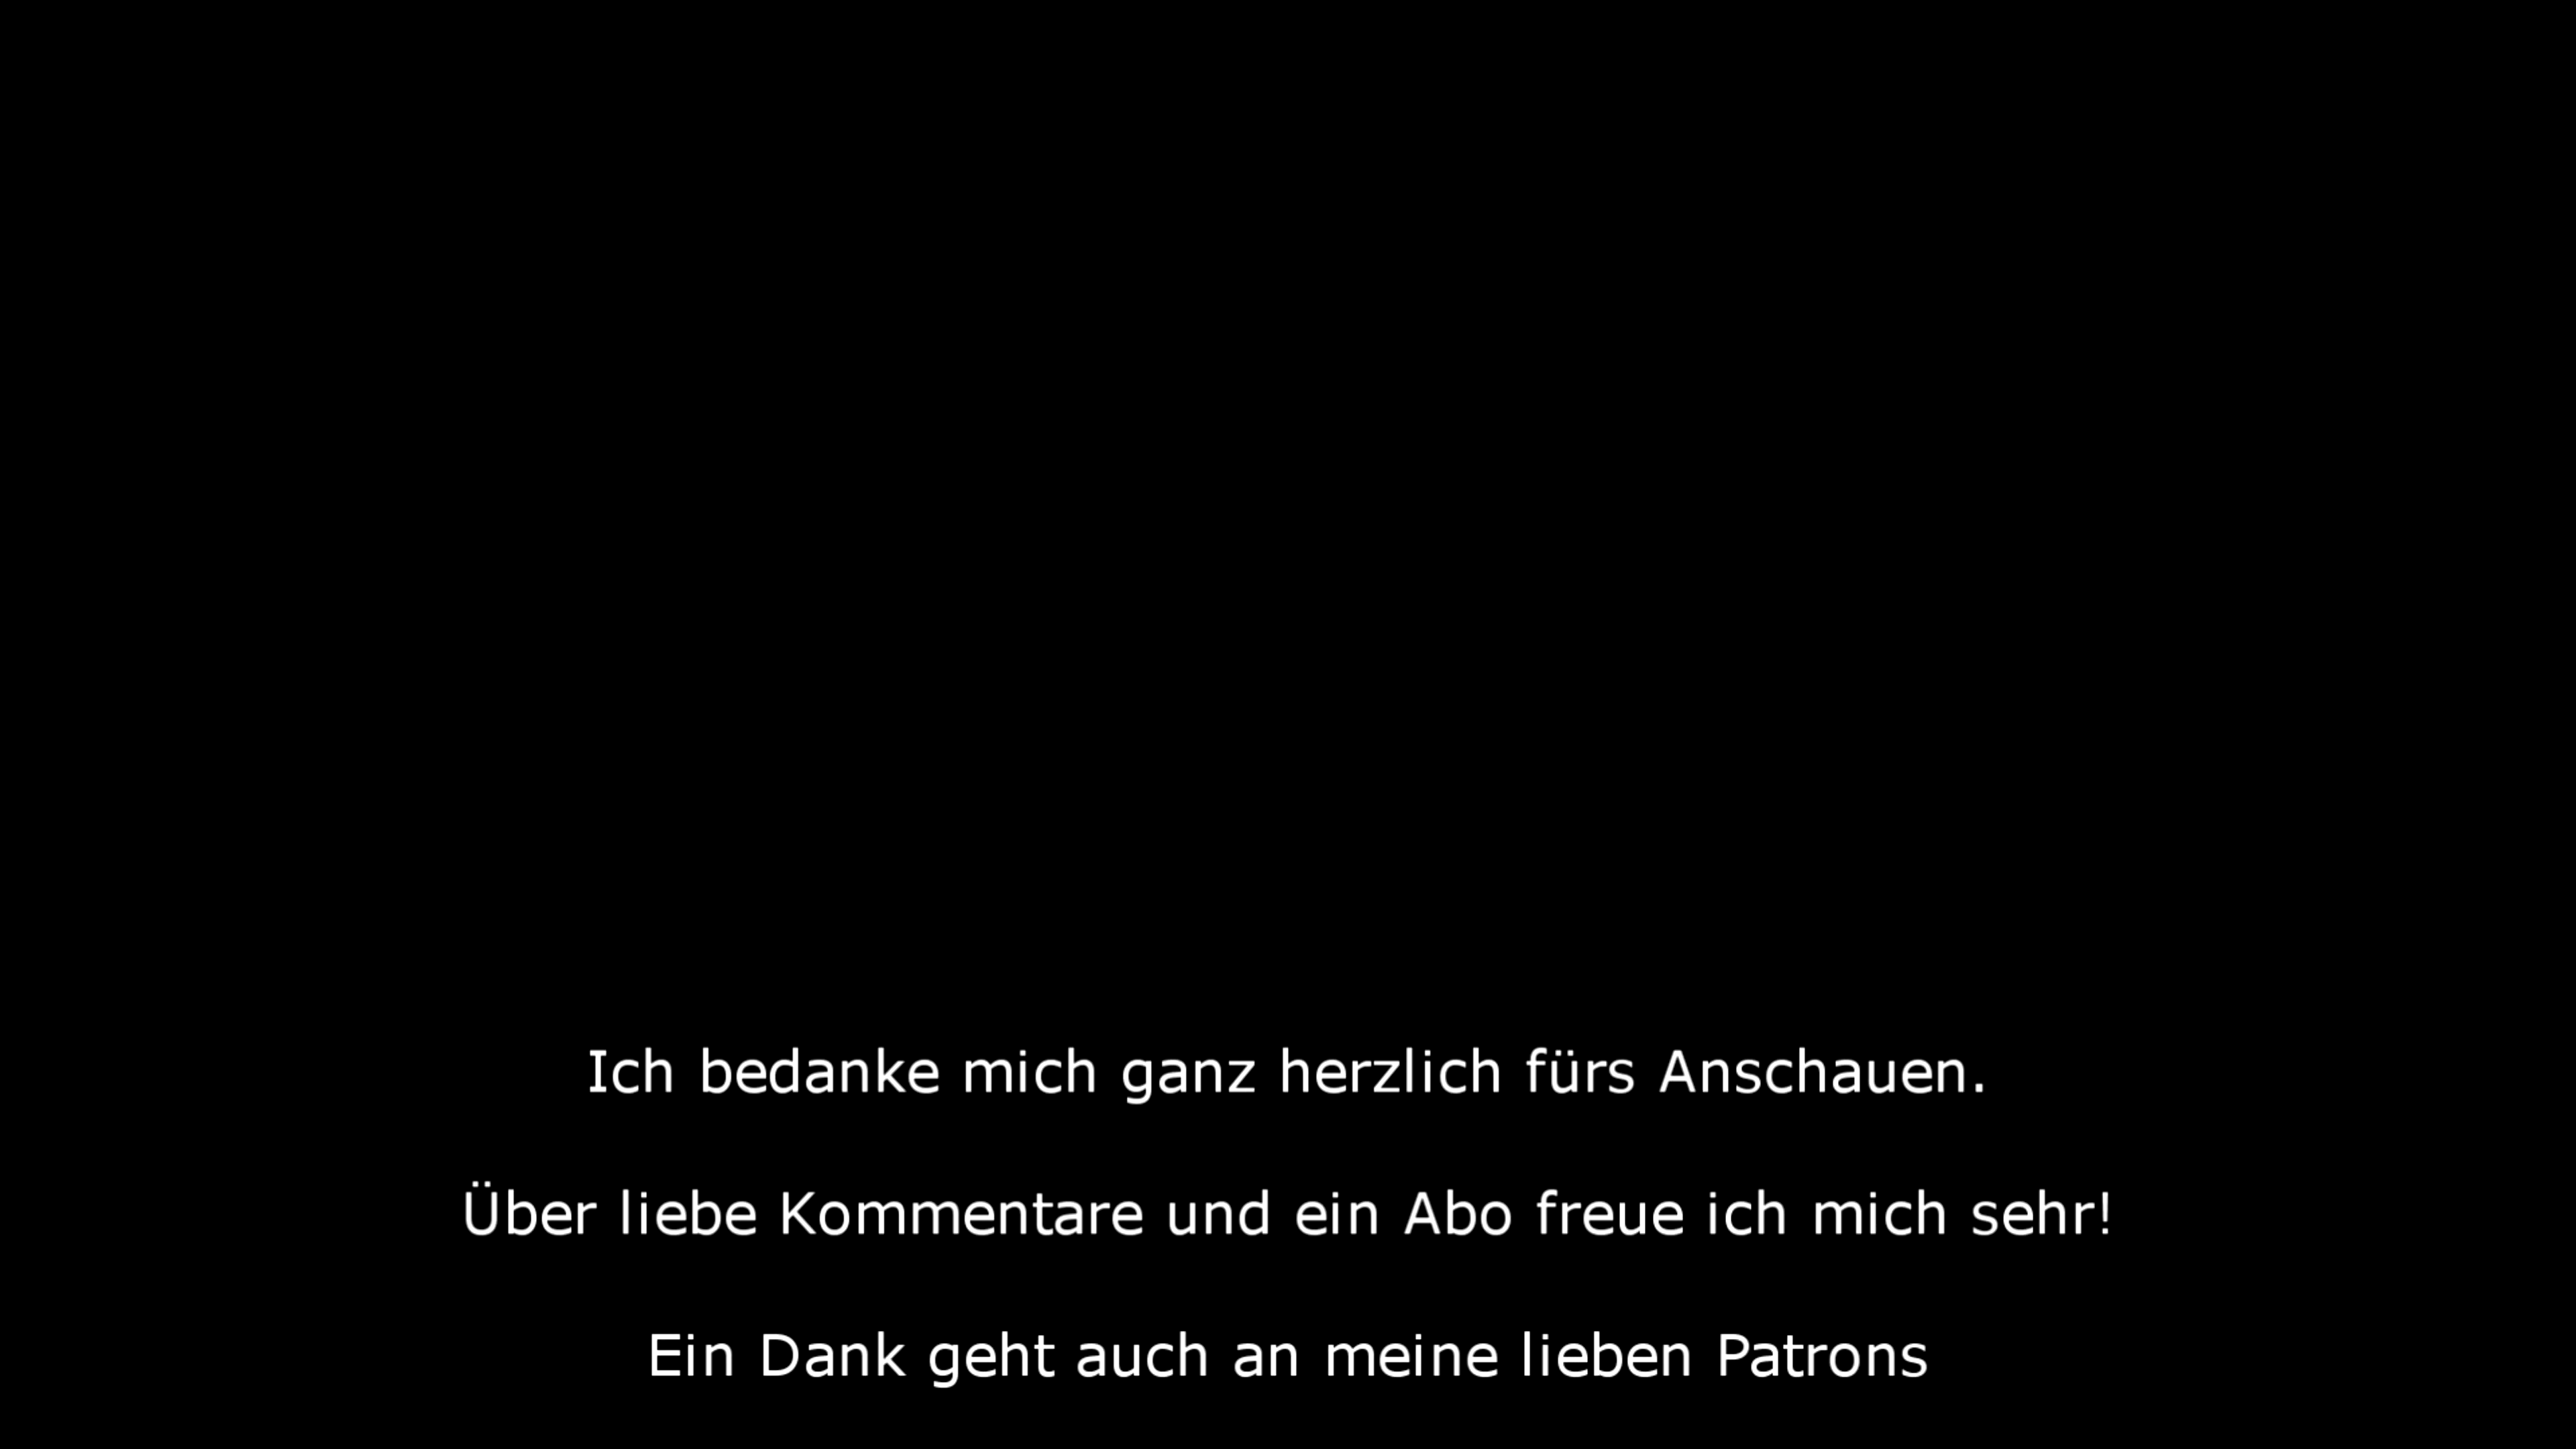 Ich bedanke mich ganz herzlich fürs Anschauen.
Über liebe Kommentare und ein Abo freue ich mich sehr!
Ein Dank geht auch an meine lieben Patrons